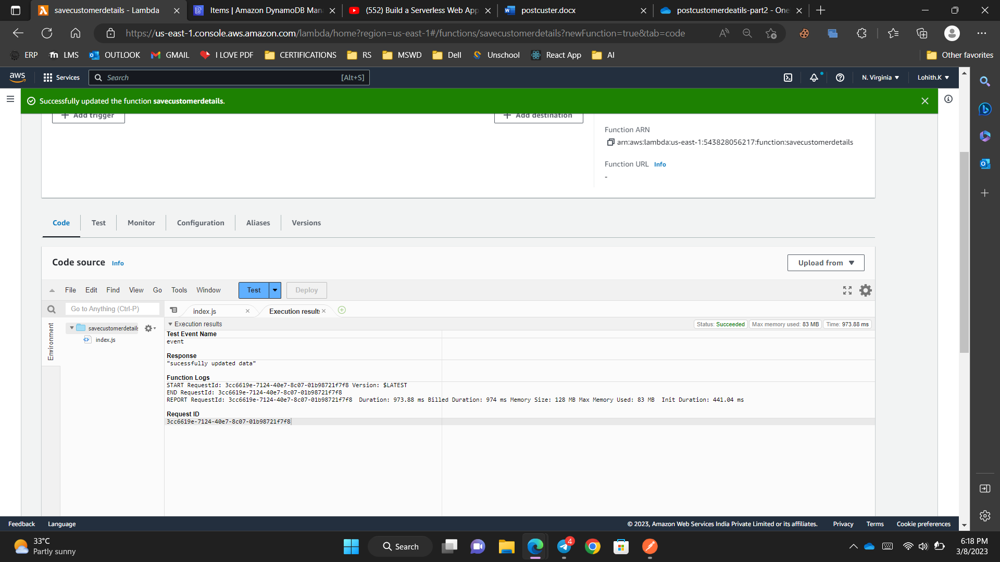 savecustomerdetails - Lambda
Items | Amazon DynamoDB Man
(552) Build a Serverless Web App
postcuster.docx
postcustomerdeatils-part2 - One
https://us-east-1.console.aws.amazon.com/lambda/home?region=us-east-1#/functions/savecustomerdetails?newFunction=true&tab=code
ERP
LMS
OUTLOOK
GMAIL
I LOVE PDF
CERTIFICATIONS
RS
MSWD
Dell
Unschool
React App
AI
Other favorites
aws
Services
Search
[Alt+S]
N. Virginia
Lohith.K
Successfully updated the function savecustomerdetails.
Add trigger
Add destination
Function ARN
arn:aws:lambda:us-east-1:543828056217:function:savecustomerdetails
Function URL Info
-
Code
Test
Monitor
Configuration
Aliases
Versions
Code source Info
Upload from
File
Edit
Find
View
Go
Tools
Window
Test
Deploy
Go to Anything (Ctrl-P)
index.js
Execution results
Environment
savecustomerdetails
index.js
Execution results
Status: Succeeded
Max memory used: 83 MB
Time: 973.88 ms
Test Event Name
event
Response
"sucessfully updated data"
Function Logs
START RequestId: 3cc6619e-7124-40e7-8c07-01b98721f7f8 Version: $LATEST
END RequestId: 3cc6619e-7124-40e7-8c07-01b98721f7f8
REPORT RequestId: 3cc6619e-7124-40e7-8c07-01b98721f7f8 Duration: 973.88 ms Billed Duration: 974 ms Memory Size: 128 MB Max Memory Used: 83 MB Init Duration: 441.04 ms
Request ID
3cc6619e-7124-40e7-8c07-01b98721f7f8
Feedback
Language
© 2023, Amazon Web Services India Private Limited or its affiliates.
Privacy
Terms
Cookie preferences
33°C
Partly sunny
Search
4
6:18 PM
3/8/2023